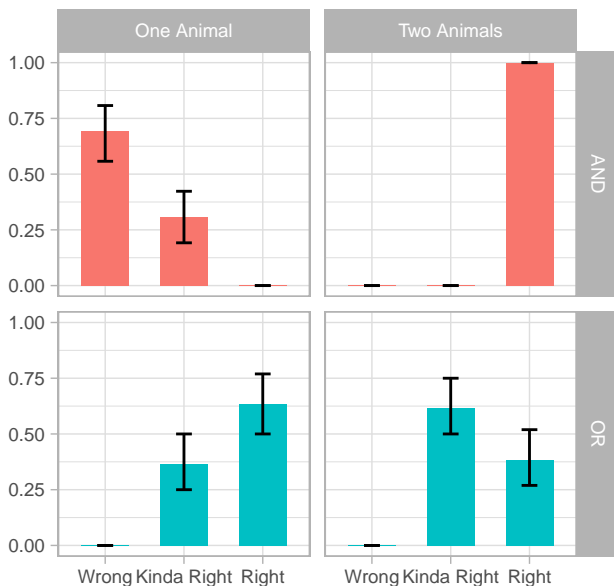 One Animal Two Animals
1.00
0.75
0.50
0.25
0.00
AND
1.00
0.75
0.50
0.25
0.00
OR
Wrong Kinda Right Right Wrong Kinda Right Right